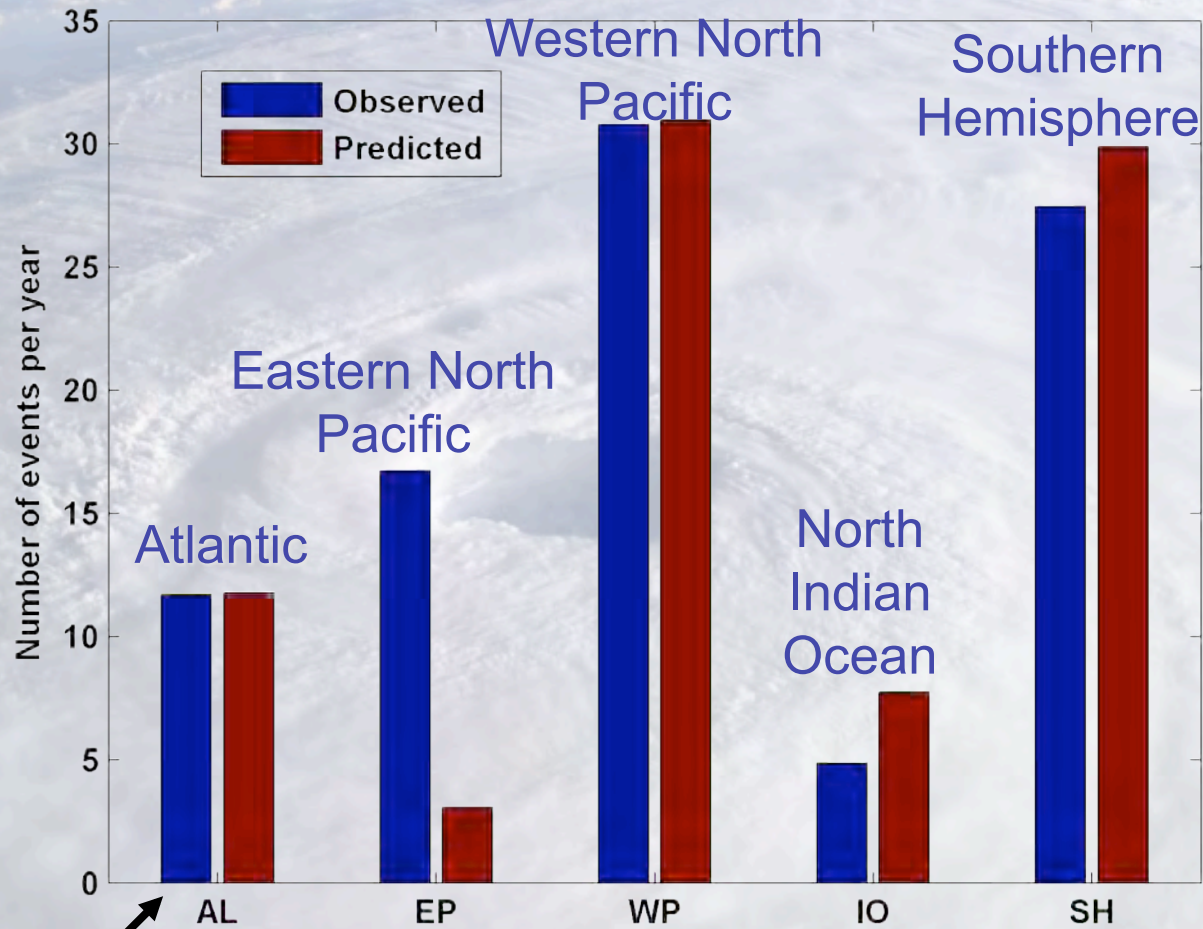 35
30
25
20
15
10
5
0
Number of events per year
Observed
Predicted
Western North
Pacific
Southern
Hemisphere
Eastern North
Pacific
Atlantic
North
Indian
Ocean
AL EP WP IO SH